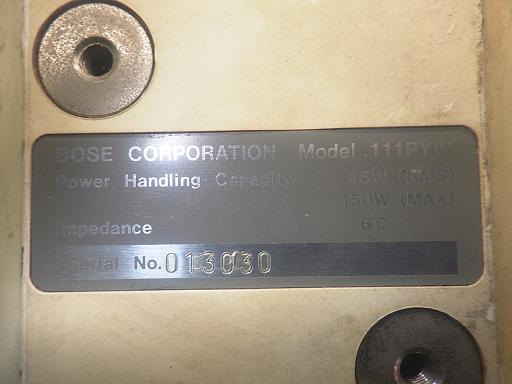 BOSE CORPORATION Model .111PYW
Power Handling Capacity 45W (RMS)
150W (MAX)
Impedance 6Ω
Serial No. 013030